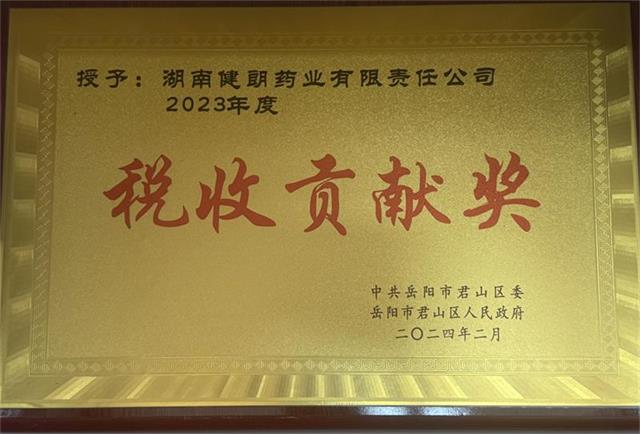 授予：湖南健朗药业有限责任公司
2023年度
税收贡献奖
中共岳阳市君山区委
岳阳市君山区人民政府
二〇二四年二月